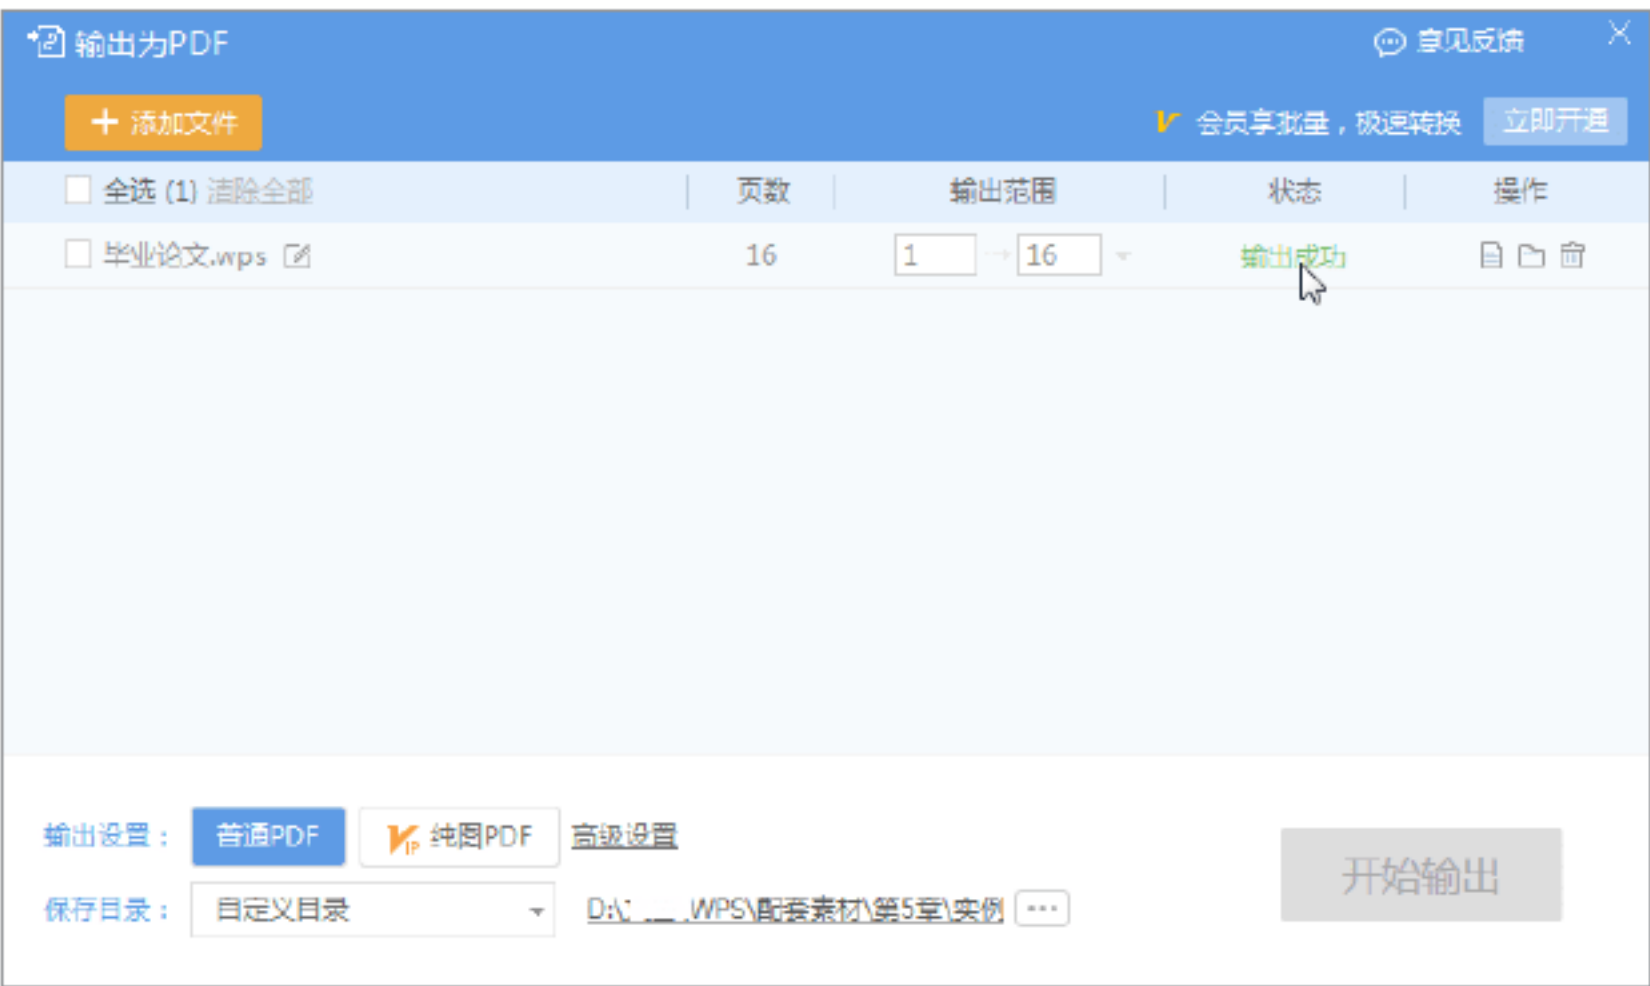 输出为PDF
意见反馈
添加文件
会员享批量，极速转换
立即开通
全选 (1) 清除全部 页数 输出范围 状态 操作
毕业论文.wps 16 1 → 16 输出成功
输出设置： 普通PDF VIP 纯图PDF 高级设置
开始输出
保存目录： 自定义目录 D:\ WPS\配套素材\第5章\实例 ...